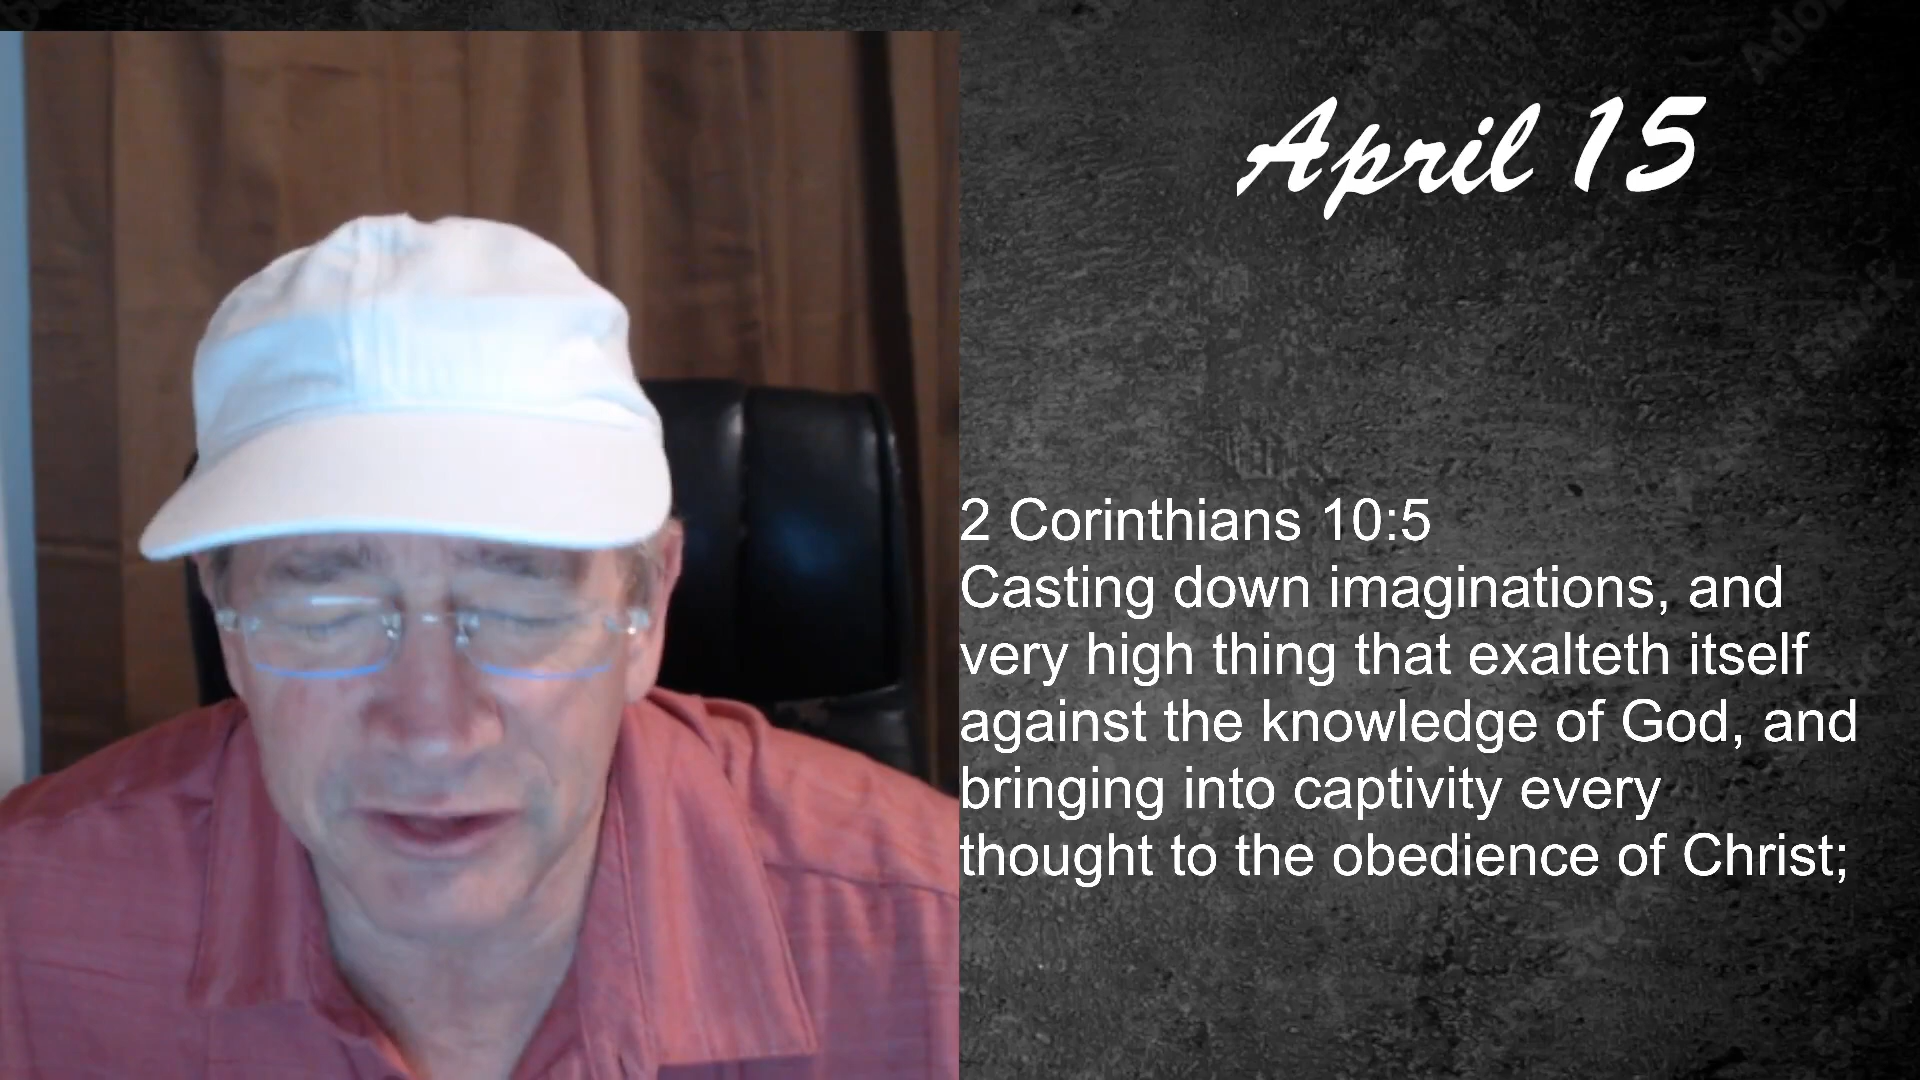 April 15
2 Corinthians 10:5
Casting down imaginations, and
very high thing that exalteth itself
against the knowledge of God, and
bringing into captivity every
thought to the obedience of Christ;